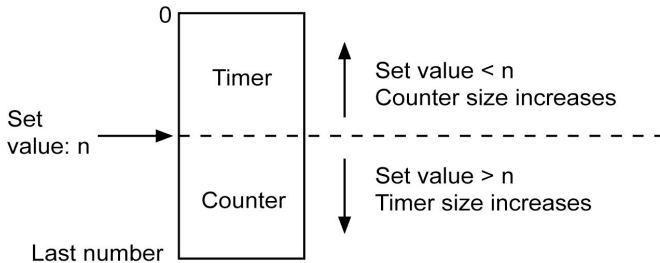 0
Timer
Set value < n
Counter size increases
Set
value: n
Set value > n
Timer size increases
Counter
Last number